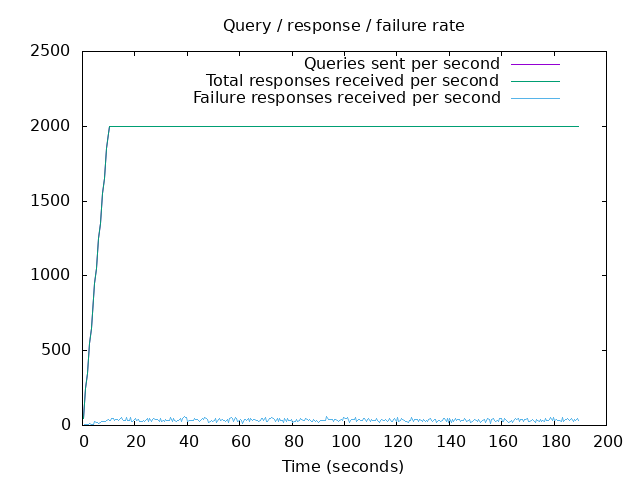 Query / response / failure rate
2500
2000
1500
1000
500
0
Queries sent per second
Total responses received per second
Failure responses received per second
0 20 40 60 80 100 120 140 160 180 200
Time (seconds)